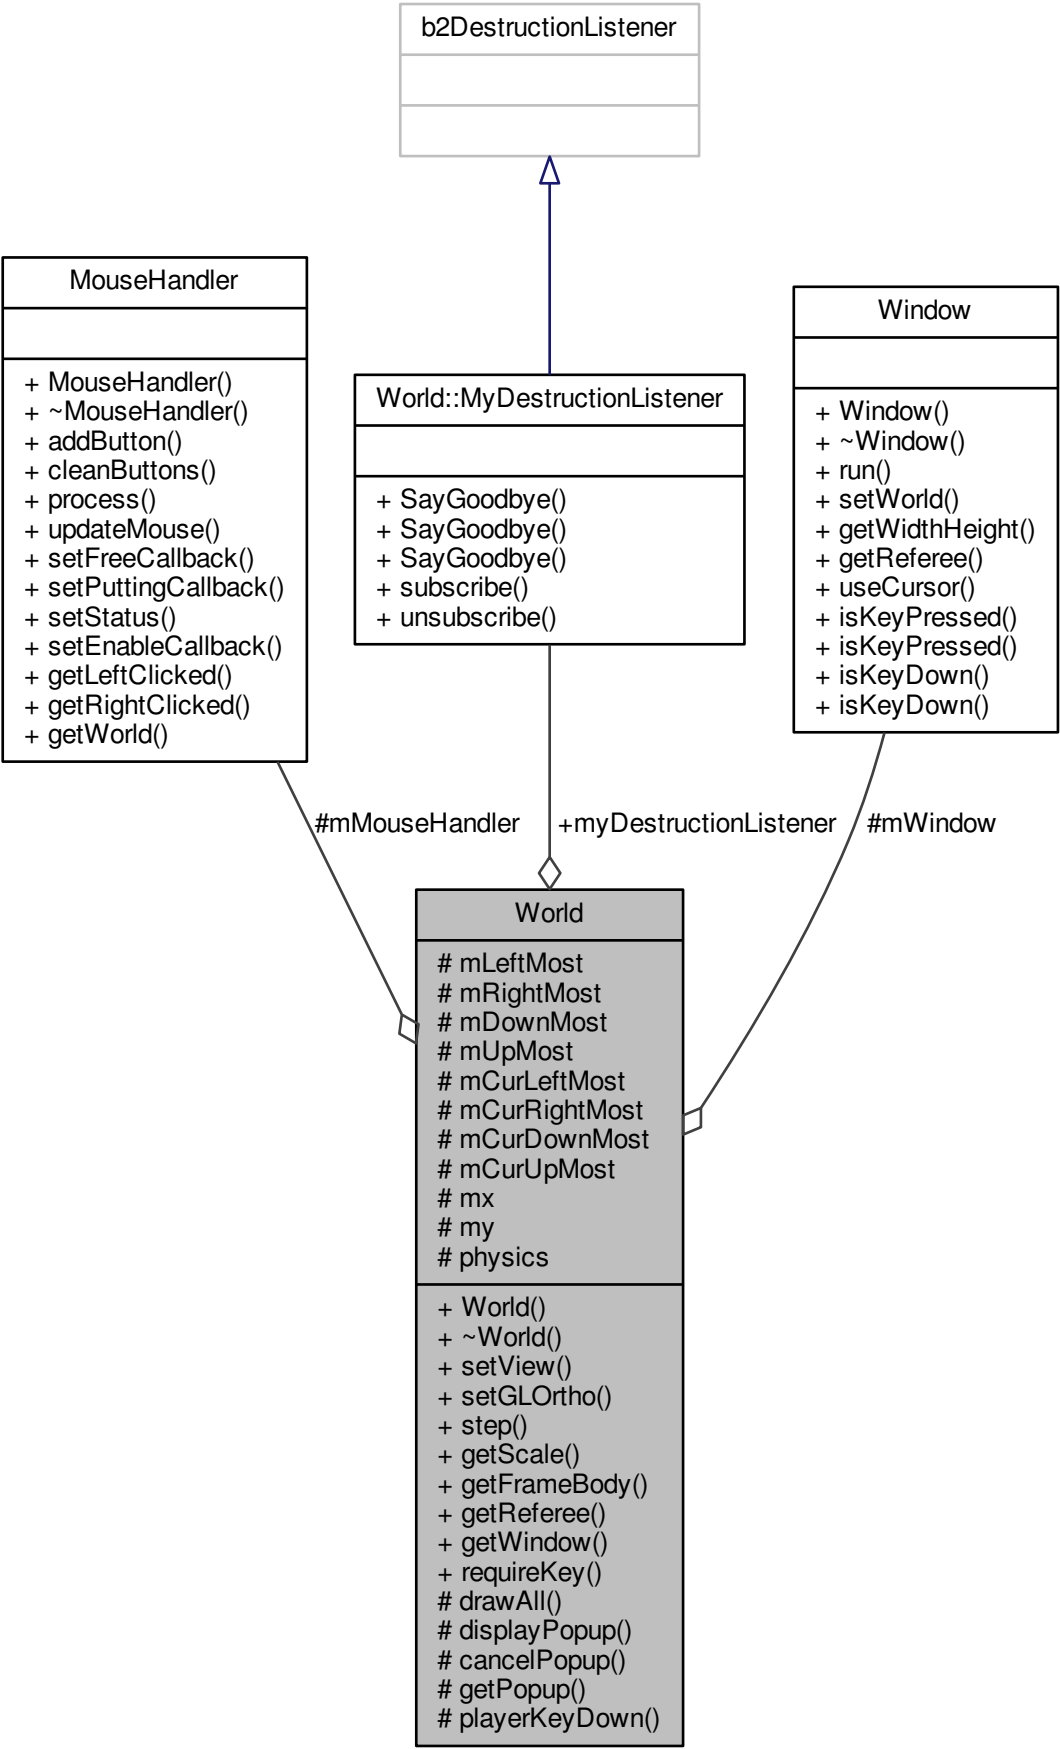 b2DestructionListener
MouseHandler
+ MouseHandler()
+ ~MouseHandler()
+ addButton()
+ cleanButtons()
+ process()
+ updateMouse()
+ setFreeCallback()
+ setPuttingCallback()
+ setStatus()
+ setEnableCallback()
+ getLeftClicked()
+ getRightClicked()
+ getWorld()
World::MyDestructionListener
+ SayGoodbye()
+ SayGoodbye()
+ SayGoodbye()
+ subscribe()
+ unsubscribe()
Window
+ Window()
+ ~Window()
+ run()
+ setWorld()
+ getWidthHeight()
+ getReferee()
+ useCursor()
+ isKeyPressed()
+ isKeyPressed()
+ isKeyDown()
+ isKeyDown()
#mMouseHandler
+myDestructionListener
#mWindow
World
# mLeftMost
# mRightMost
# mDownMost
# mUpMost
# mCurLeftMost
# mCurRightMost
# mCurDownMost
# mCurUpMost
# mx
# my
# physics
+ World()
+ ~World()
+ setView()
+ setGLOrtho()
+ step()
+ getScale()
+ getFrameBody()
+ getReferee()
+ getWindow()
+ requireKey()
# drawAll()
# displayPopup()
# cancelPopup()
# getPopup()
# playerKeyDown()